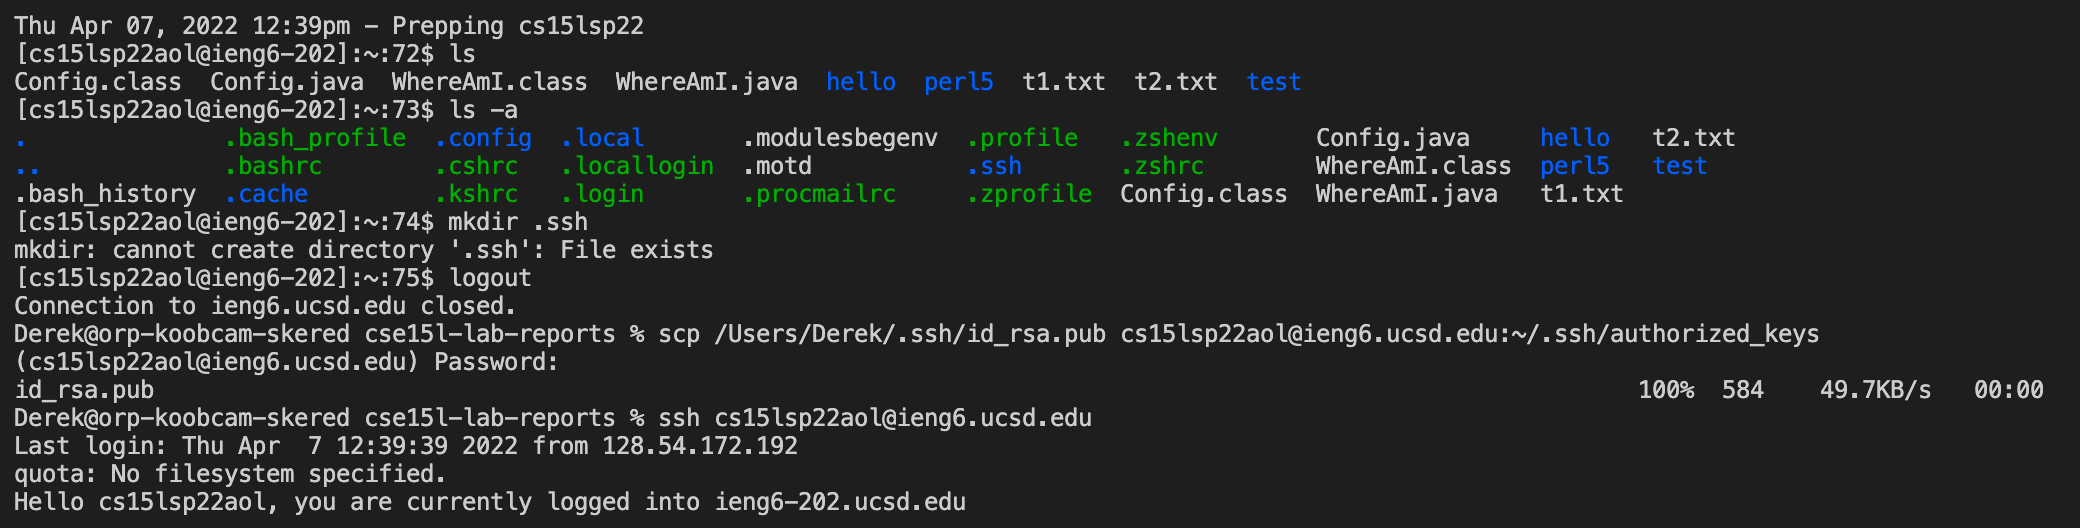 Thu Apr 07, 2022 12:39pm - Prepping cs15lsp22
[cs15lsp22aol@ieng6-202]:~:72$ ls
Config.class  Config.java  WhereAmI.class  WhereAmI.java  hello  perl5  t1.txt  t2.txt  test
[cs15lsp22aol@ieng6-202]:~:73$ ls -a
.              .bash_profile  .config  .local       .modulesbegenv  .profile   .zshenv       Config.java     hello   t2.txt
..             .bashrc        .cshrc   .locallogin  .motd           .ssh       .zshrc        WhereAmI.class  perl5   test
.bash_history  .cache         .kshrc   .login       .procmailrc     .zprofile  Config.class  WhereAmI.java   t1.txt
[cs15lsp22aol@ieng6-202]:~:74$ mkdir .ssh
mkdir: cannot create directory '.ssh': File exists
[cs15lsp22aol@ieng6-202]:~:75$ logout
Connection to ieng6.ucsd.edu closed.
Derek@orp-koobcam-skered cse15l-lab-reports % scp /Users/Derek/.ssh/id_rsa.pub cs15lsp22aol@ieng6.ucsd.edu:~/.ssh/authorized_keys
(cs15lsp22aol@ieng6.ucsd.edu) Password:
id_rsa.pub                                                                                                          100%  584    49.7KB/s   00:00
Derek@orp-koobcam-skered cse15l-lab-reports % ssh cs15lsp22aol@ieng6.ucsd.edu
Last login: Thu Apr  7 12:39:39 2022 from 128.54.172.192
quota: No filesystem specified.
Hello cs15lsp22aol, you are currently logged into ieng6-202.ucsd.edu